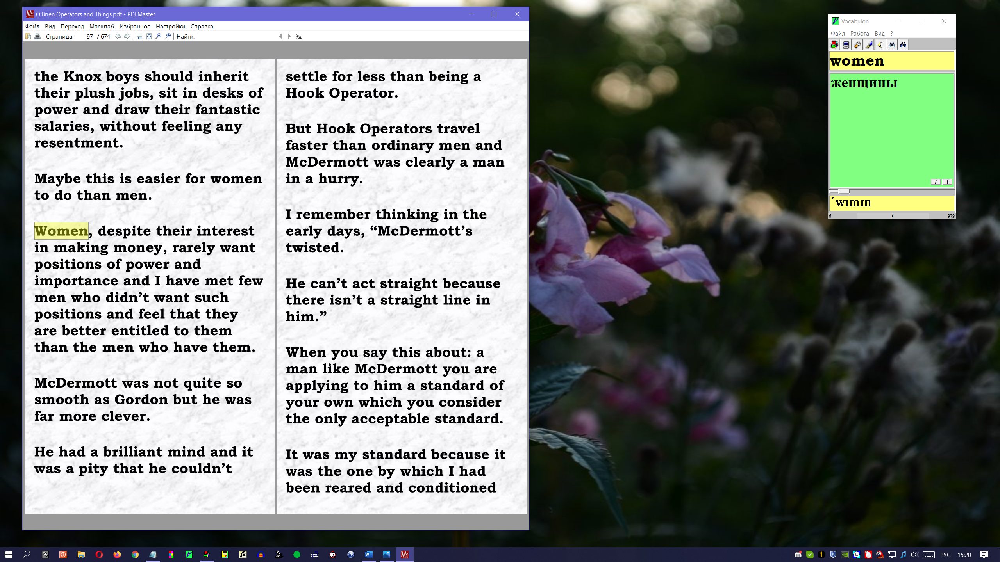 O'Brien Operators and Things.pdf - PDFMaster
Файл Вид Переход Масштаб Избранное Настройки Справка
Страница: 97 / 674 Найти:
the Knox boys should inherit
their plush jobs, sit in desks of
power and draw their fantastic
salaries, without feeling any
resentment.
Maybe this is easier for women
to do than men.
Women, despite their interest
in making money, rarely want
positions of power and
importance and I have met few
men who didn’t want such
positions and feel that they
are better entitled to them
than the men who have them.
McDermott was not quite so
smooth as Gordon but he was
far more clever.
He had a brilliant mind and it
was a pity that he couldn’t
settle for less than being a
Hook Operator.
But Hook Operators travel
faster than ordinary men and
McDermott was clearly a man
in a hurry.
I remember thinking in the
early days, “McDermott’s
twisted.
He can’t act straight because
there isn’t a straight line in
him.”
When you say this about: a
man like McDermott you are
applying to him a standard of
your own which you consider
the only acceptable standard.
It was my standard because it
was the one by which I had
been reared and conditioned
Vocabulon
Файл Работа Вид ?
women
женщины
/ +
´wɪmɪn
6 i 979
РУС 15:20